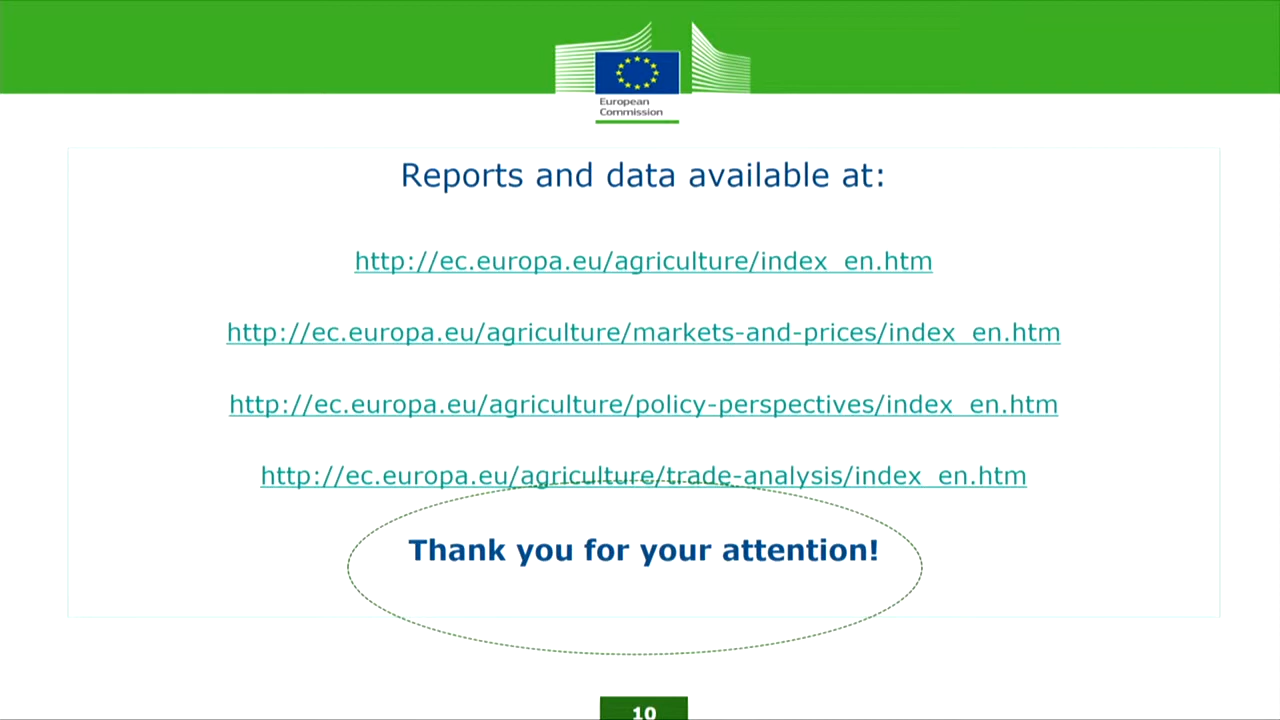 European
Commission
Reports and data available at:
http://ec.europa.eu/agriculture/index_en.htm
http://ec.europa.eu/agriculture/markets-and-prices/index_en.htm
http://ec.europa.eu/agriculture/policy-perspectives/index_en.htm
http://ec.europa.eu/agriculture/trade-analysis/index_en.htm
Thank you for your attention!
10